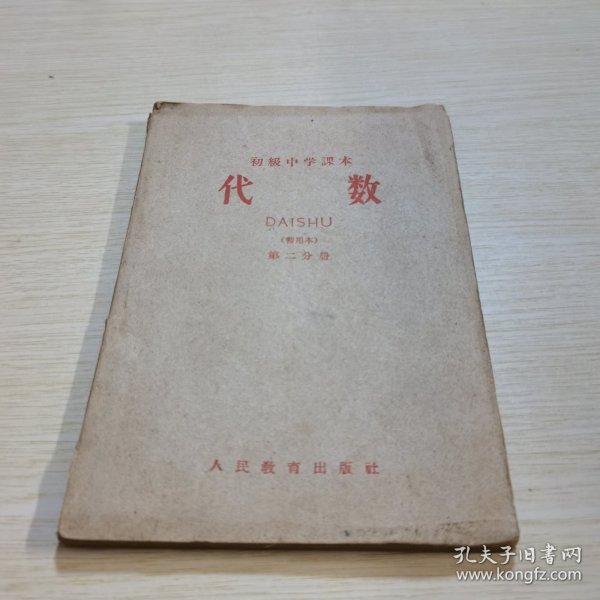 初級中学課本
代数
DAISHU
(暫用本)
第二分册
人民教育出版社
孔夫子旧书网
www.kongfz.com